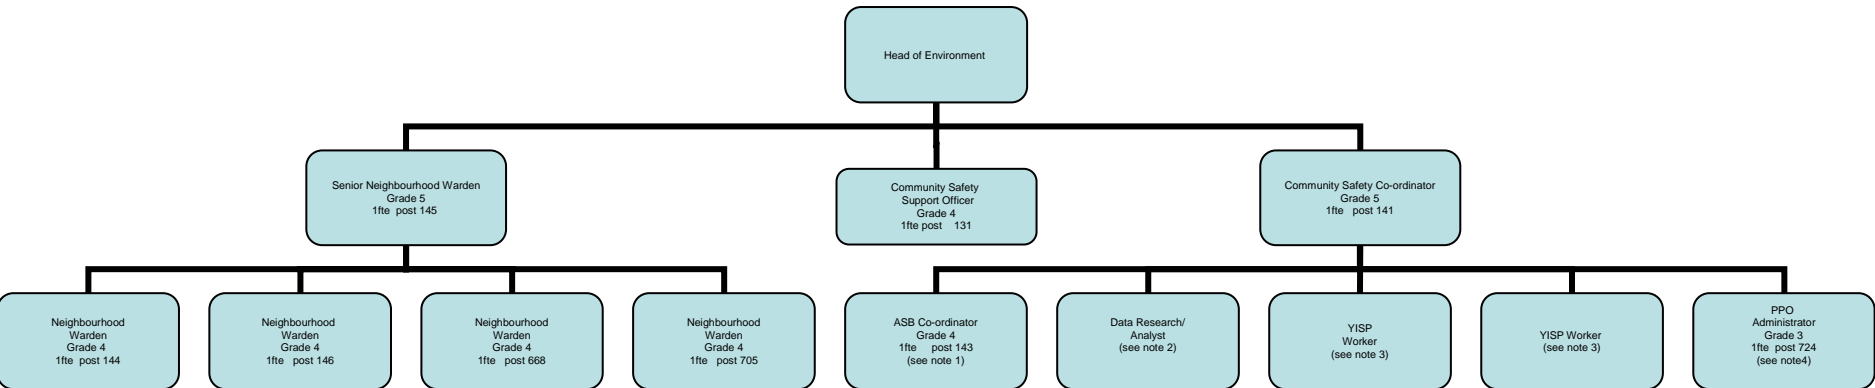 Head of Environment
Senior Neighbourhood Warden
Grade 5
1fte post 145
Community Safety
Support Officer
Grade 4
1fte post 131
Community Safety Co-ordinator
Grade 5
1fte post 141
Neighbourhood
Warden
Grade 4
1fte post 144
Neighbourhood
Warden
Grade 4
1fte post 146
Neighbourhood
Warden
Grade 4
1fte post 668
Neighbourhood
Warden
Grade 4
1fte post 705
ASB Co-ordinator
Grade 4
1fte post 143
(see note 1)
Data Research/
Analyst
(see note 2)
YISP
Worker
(see note 3)
YISP Worker
(see note 3)
PPO
Administrator
Grade 3
1fte post 724
(see note4)